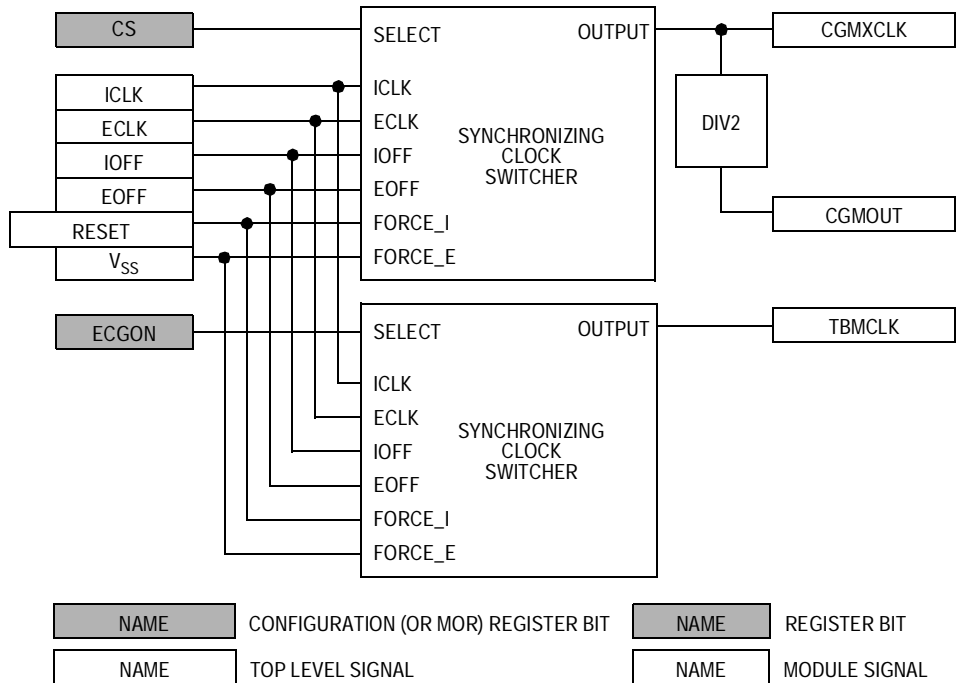 CS
SELECT
OUTPUT
CGMXCLK
ICLK
ECLK
IOFF
EOFF
RESET
VSS
ICLK
ECLK
IOFF
EOFF
FORCE_I
FORCE_E
SYNCHRONIZING
CLOCK
SWITCHER
DIV2
CGMOUT
ECGON
SELECT
OUTPUT
TBMCLK
ICLK
ECLK
IOFF
EOFF
FORCE_I
FORCE_E
SYNCHRONIZING
CLOCK
SWITCHER
NAME CONFIGURATION (OR MOR) REGISTER BIT
NAME REGISTER BIT
NAME TOP LEVEL SIGNAL
NAME MODULE SIGNAL